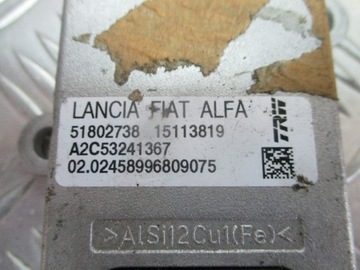 LANCIA FIAT ALFA
51802738 15113819
A2C53241367
02.02458996809075
TRW
>AlSi12Cu1(Fe)<